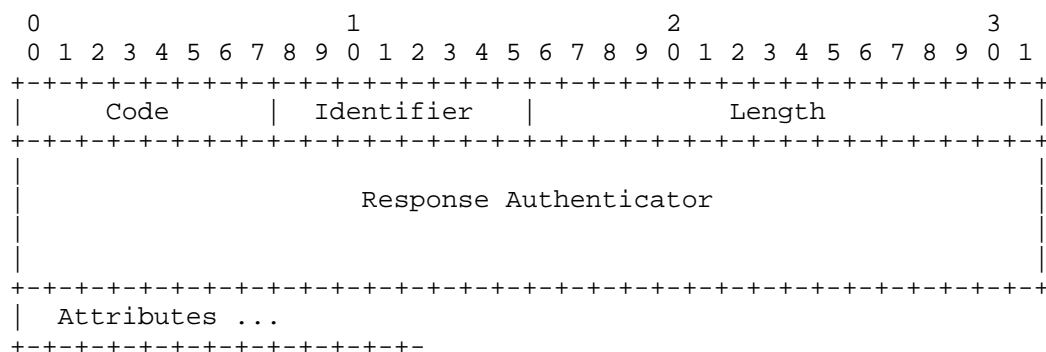 0                   1                   2                   3
 0 1 2 3 4 5 6 7 8 9 0 1 2 3 4 5 6 7 8 9 0 1 2 3 4 5 6 7 8 9 0 1
+-+-+-+-+-+-+-+-+-+-+-+-+-+-+-+-+-+-+-+-+-+-+-+-+-+-+-+-+-+-+-+-+
|     Code      |  Identifier   |            Length             |
+-+-+-+-+-+-+-+-+-+-+-+-+-+-+-+-+-+-+-+-+-+-+-+-+-+-+-+-+-+-+-+-+
|                                                               |
|                     Response Authenticator                    |
|                                                               |
|                                                               |
+-+-+-+-+-+-+-+-+-+-+-+-+-+-+-+-+-+-+-+-+-+-+-+-+-+-+-+-+-+-+-+-+
|  Attributes ...
+-+-+-+-+-+-+-+-+-+-+-+-+-